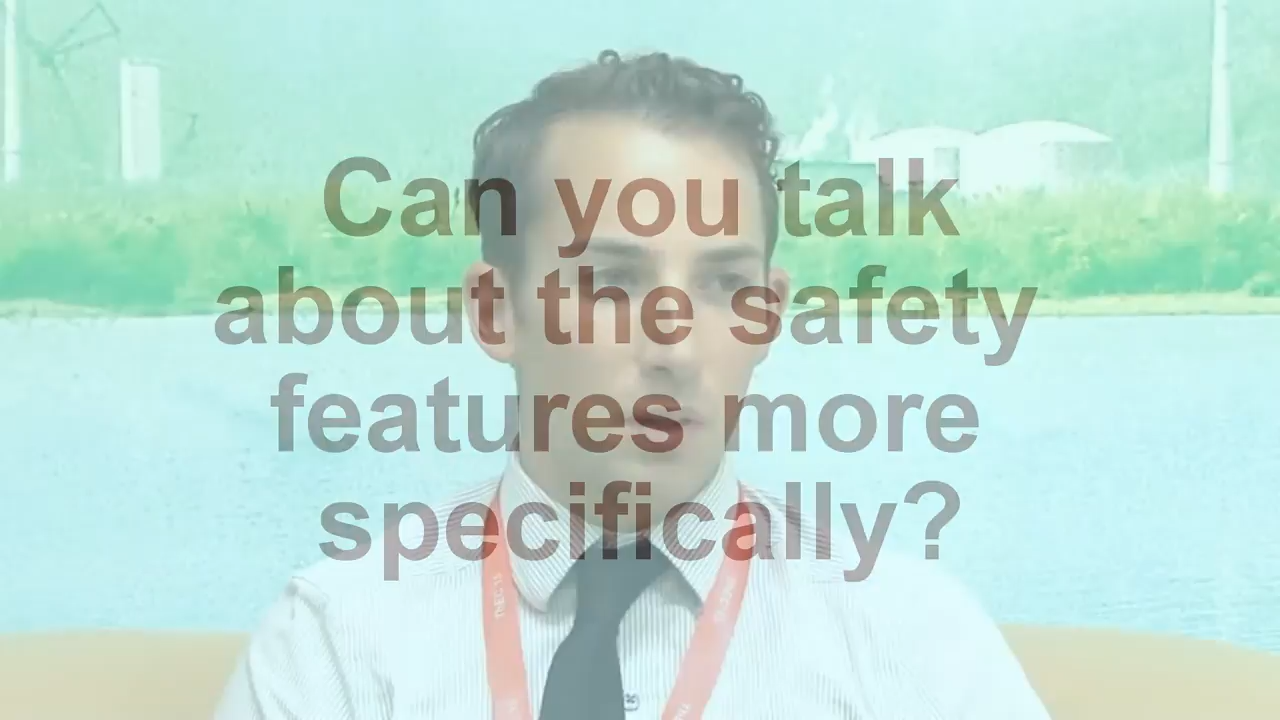 Can you talk
about the safety
features more
specifically?